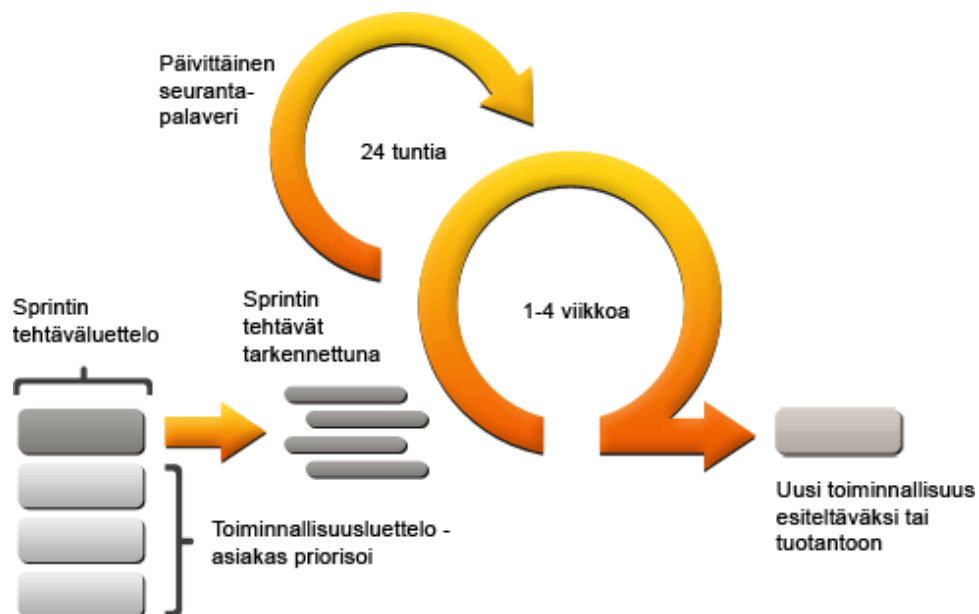 Päivittäinen
seuranta-
palaveri
24 tuntia
1-4 viikkoa
Sprintin
tehtäväluettelo
Sprintin
tehtävät
tarkennettuna
Toiminnallisuusluettelo -
asiakas priorisoi
Uusi toiminnallisuus
esiteltäväksi tai
tuotantoon